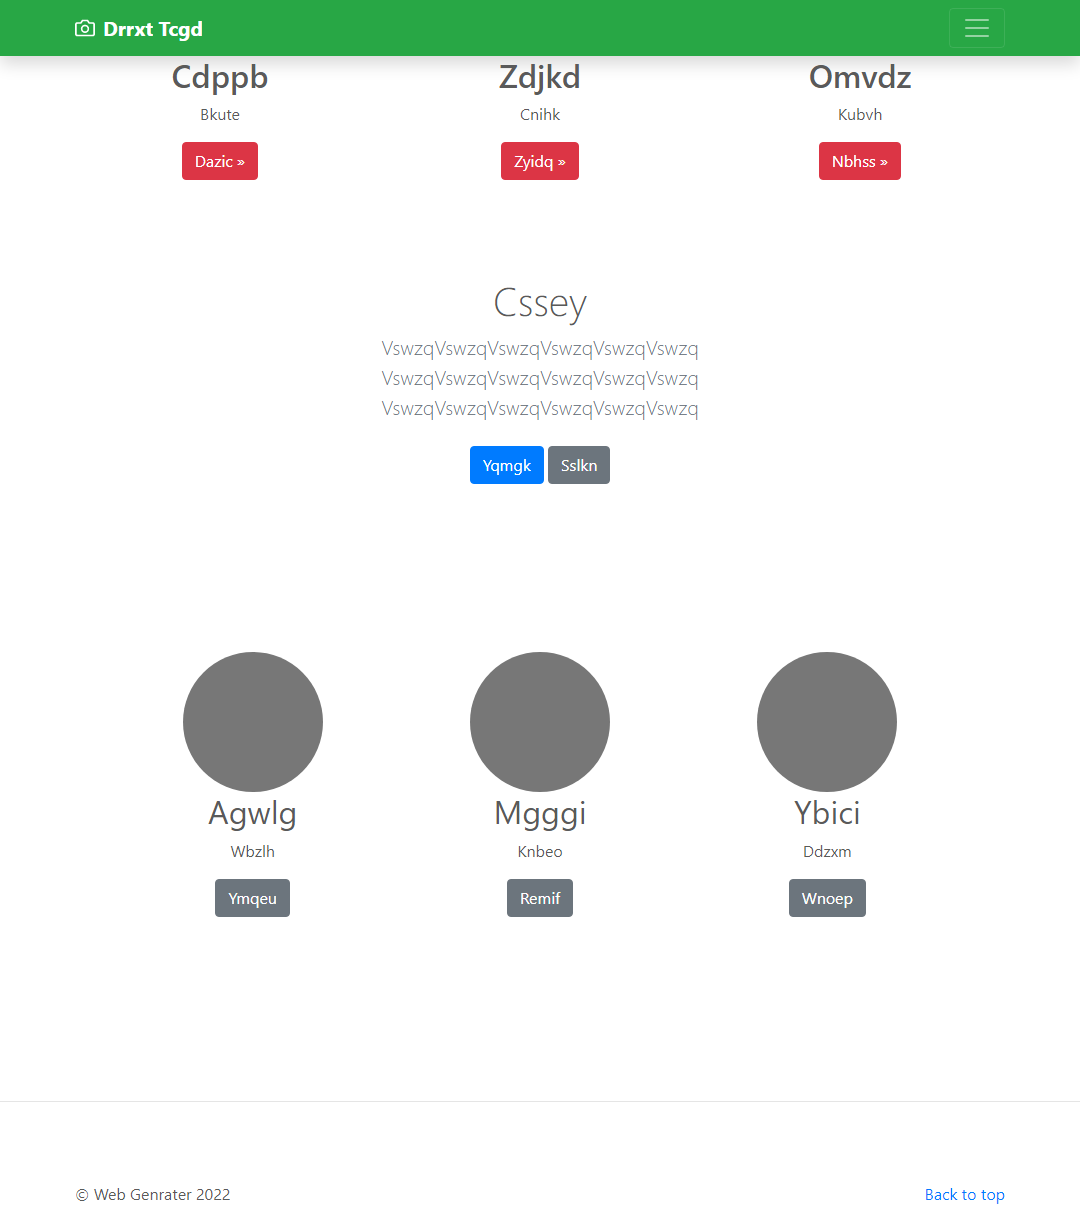 Drrxt Tcgd
Cdppb
Bkute
Dazic »
Zdjkd
Cnihk
Zyidq »
Omvdz
Kubvh
Nbhss »
Cssey
VswzqVswzqVswzqVswzqVswzqVswzq
VswzqVswzqVswzqVswzqVswzqVswzq
VswzqVswzqVswzqVswzqVswzqVswzq
Yqmgk
Sslkn
Agwlg
Wbzlh
Ymqeu
Mgggi
Knbeo
Remif
Ybici
Ddzxm
Wnoep
© Web Genrater 2022
Back to top